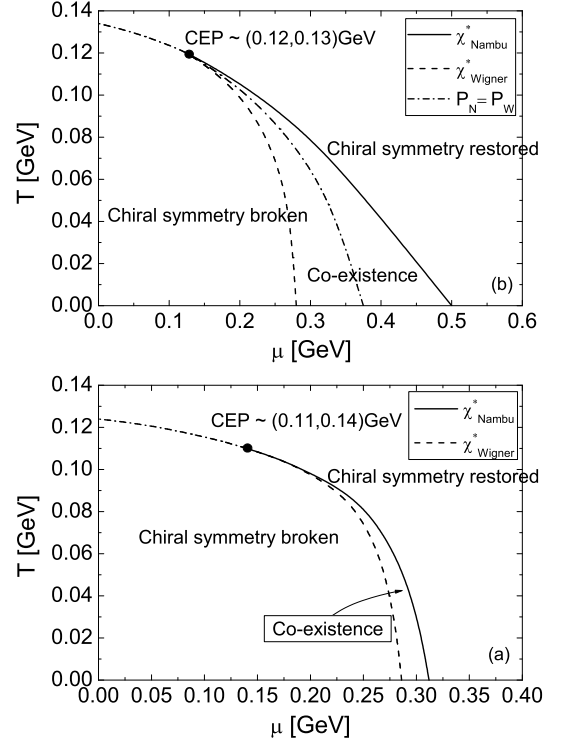 0.14
0.12
0.10
0.08
0.06
0.04
0.02
0.00
T [GeV]
CEP ~ (0.12,0.13)GeV
χ*Nambu
χ*Wigner
P_N=P_W
Chiral symmetry restored
Chiral symmetry broken
Co-existence
(b)
0.0 0.1 0.2 0.3 0.4 0.5 0.6
μ [GeV]
0.14
0.12
0.10
0.08
0.06
0.04
0.02
0.00
T [GeV]
CEP ~ (0.11,0.14)GeV
χ*Nambu
χ*Wigner
Chiral symmetry restored
Chiral symmetry broken
Co-existence
(a)
0.00 0.05 0.10 0.15 0.20 0.25 0.30 0.35 0.40
μ [GeV]